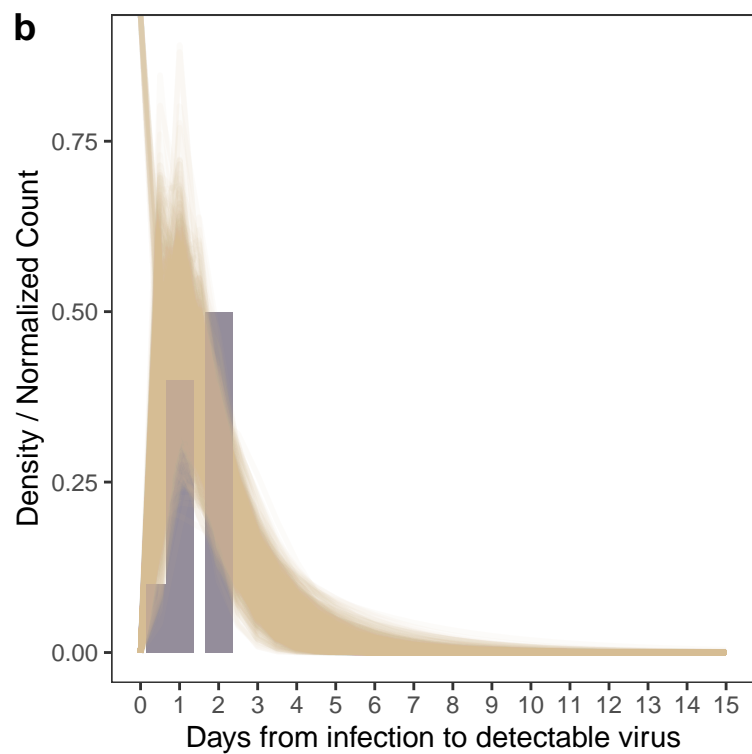 b
Density / Normalized Count
0.75
0.50
0.25
0.00
0 1 2 3 4 5 6 7 8 9 10 11 12 13 14 15
Days from infection to detectable virus